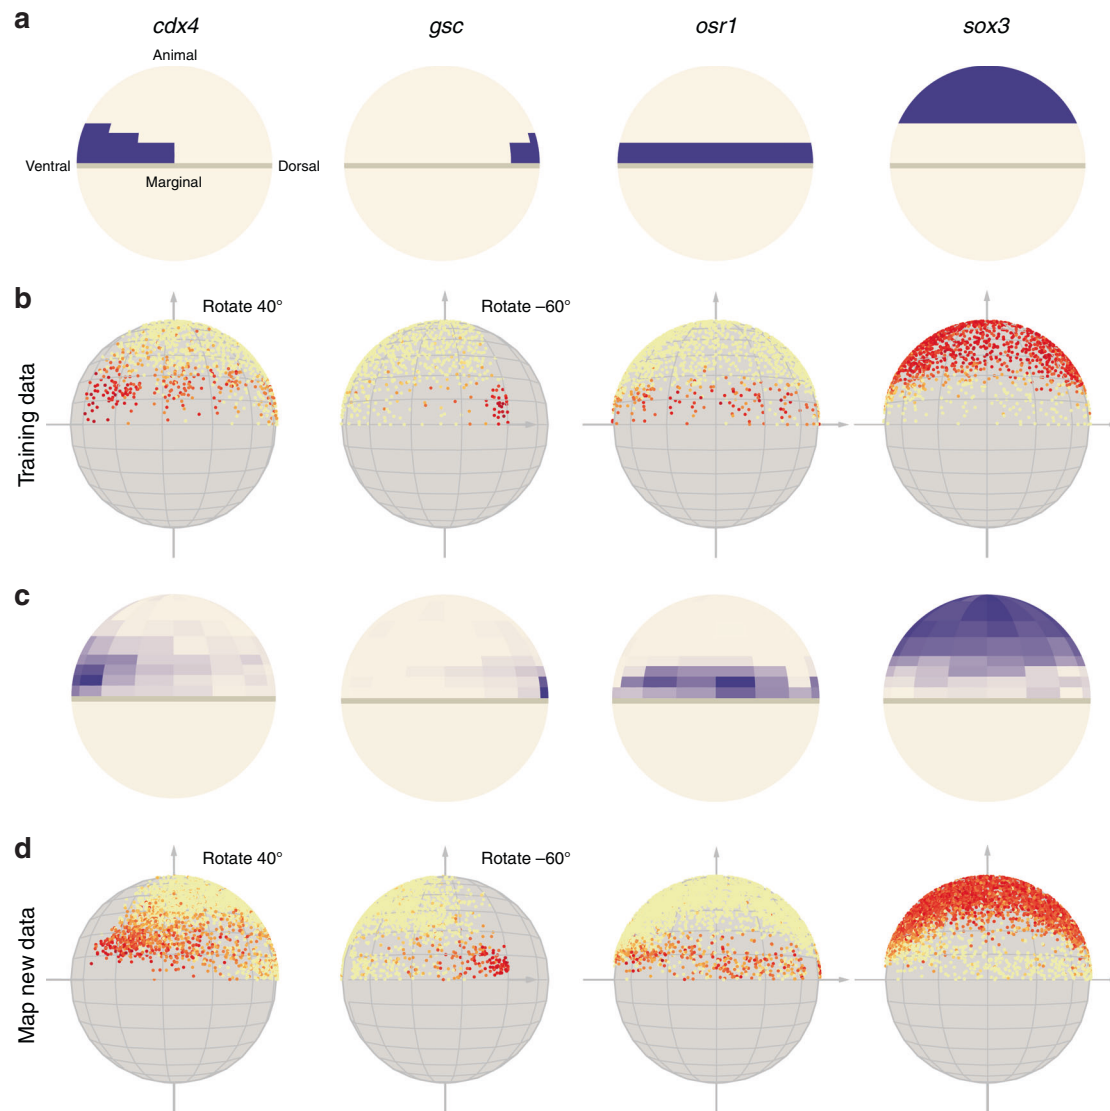 a
cdx4
gsc
osr1
sox3
Animal
Ventral
Dorsal
Marginal
b
Rotate 40°
Rotate –60°
Training data
c
d
Rotate 40°
Rotate –60°
Map new data